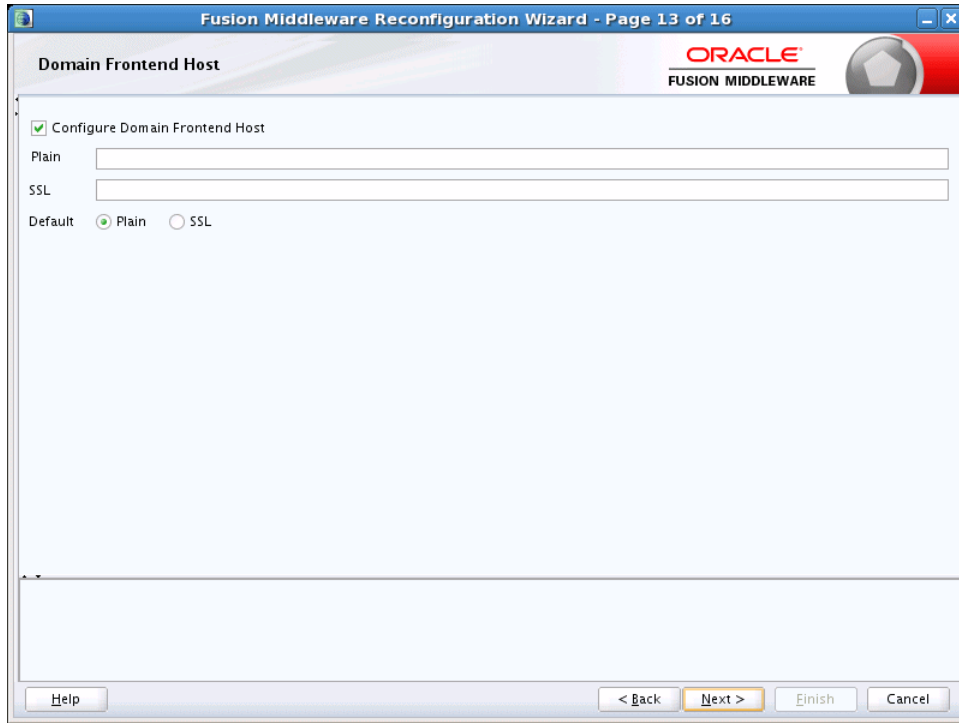 Fusion Middleware Reconfiguration Wizard - Page 13 of 16
Domain Frontend Host
ORACLE
FUSION MIDDLEWARE
Configure Domain Frontend Host
Plain
SSL
Default Plain SSL
Help < Back Next > Finish Cancel